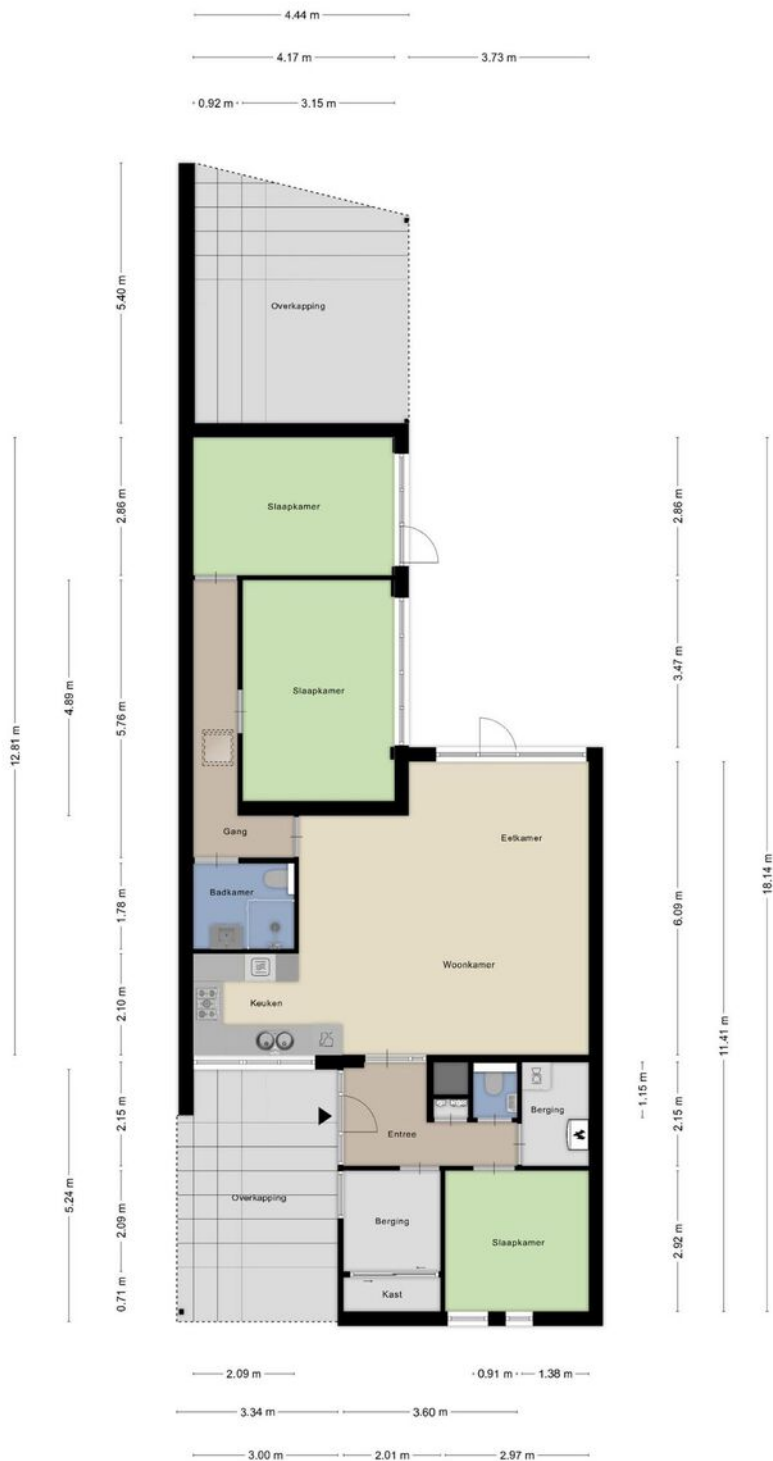 4.44 m
4.17 m
3.73 m
0.92 m
3.15 m
5.40 m
Overkapping
12.81 m
4.89 m
2.86 m
5.76 m
1.78 m
2.10 m
2.15 m
5.24 m
2.09 m
0.71 m
Slaapkamer
Slaapkamer
Gang
Eetkamer
Badkamer
Woonkamer
Keuken
Entree
Berging
Overkapping
Berging
Slaapkamer
Kast
2.86 m
3.47 m
6.09 m
1.15 m
2.15 m
2.92 m
11.41 m
18.14 m
2.09 m
0.91 m
1.38 m
3.34 m
3.60 m
3.00 m
2.01 m
2.97 m